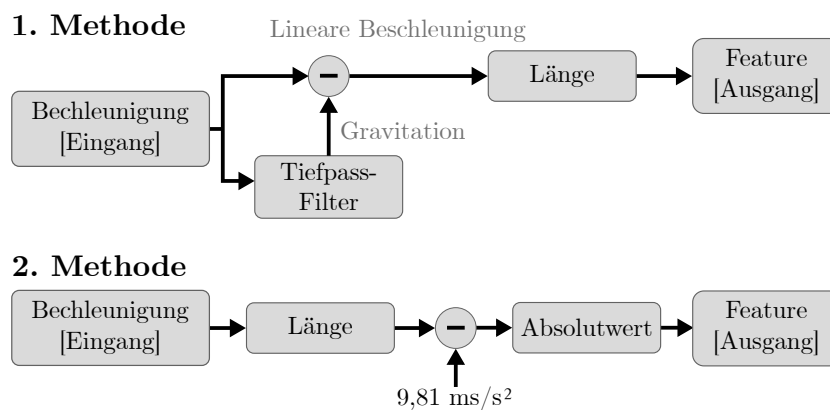 1. Methode
Lineare Beschleunigung
Bechleunigung
[Eingang]
−
Länge
Feature
[Ausgang]
Gravitation
Tiefpass-
Filter
2. Methode
Bechleunigung
[Eingang]
Länge
−
Absolutwert
Feature
[Ausgang]
9,81 ms/s²